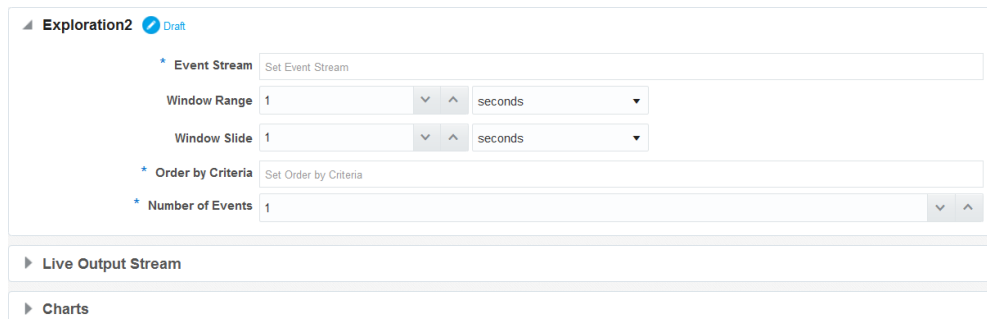 Exploration2 Draft
* Event Stream Set Event Stream
Window Range 1 seconds
Window Slide 1 seconds
* Order by Criteria Set Order by Criteria
* Number of Events 1
Live Output Stream
Charts